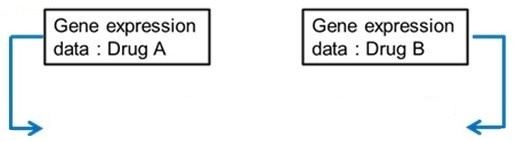 Gene expression
data : Drug A
Gene expression
data : Drug B